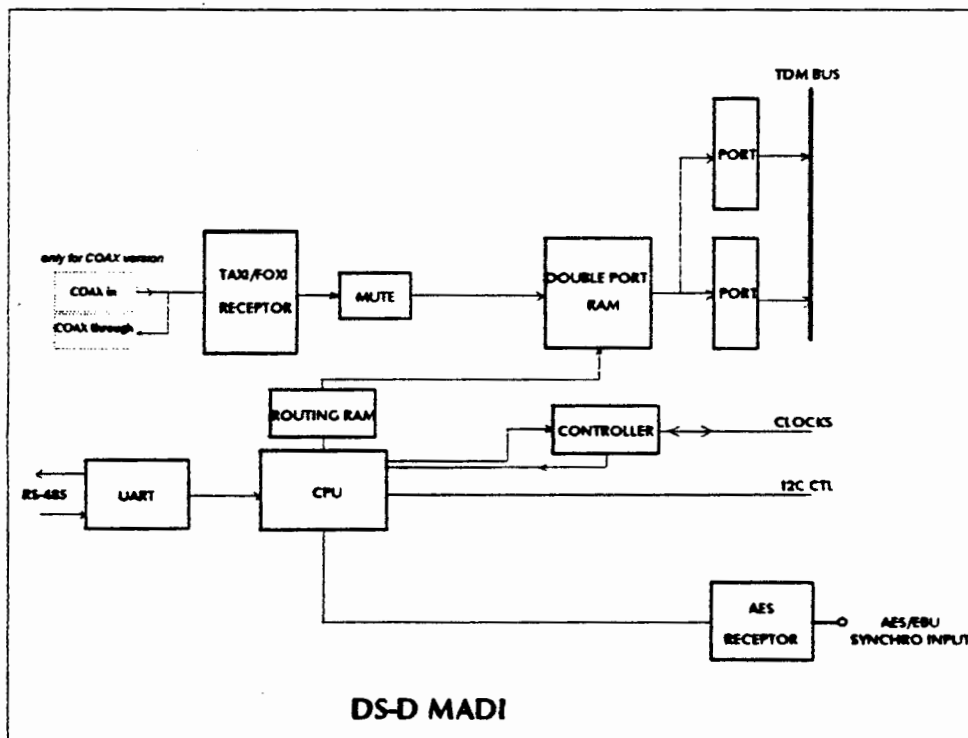 TDM BUS
PORT
only for COAX version
TAXI/FOXI
RECEPTOR
COAX in
COAX through
MUTE
DOUBLE PORT
RAM
PORT
ROUTING RAM
CONTROLLER
CLOCKS
RS-485
UART
CPU
I2C CTL
AES
RECEPTOR
AES/EBU
SYNCHRO INPUT
DS-D MADI